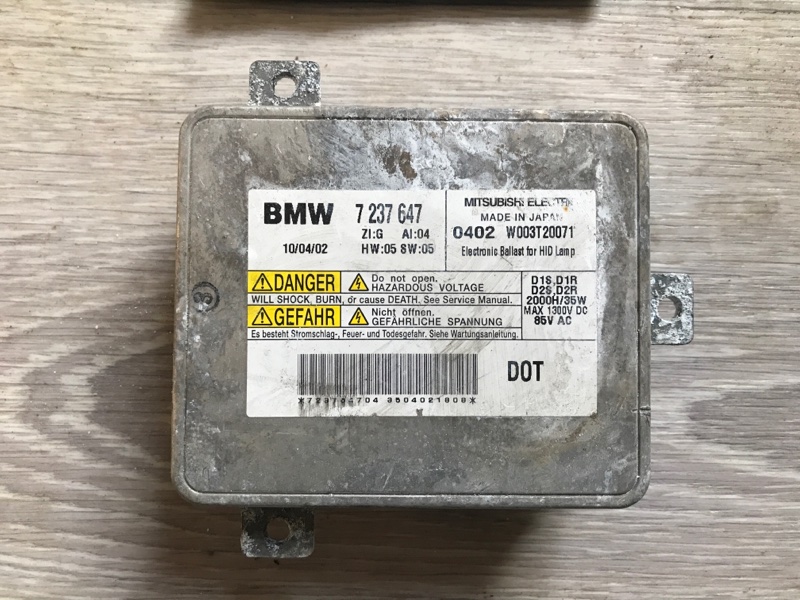 BMW 7 237 647
ZI:G AI:04
10/04/02 HW:05 SW:05
MITSUBISHI ELECTRIC
MADE IN JAPAN
0402 W003T20071
Electronic Ballast for HID Lamp
DANGER Do not open.
HAZARDOUS VOLTAGE
WILL SHOCK, BURN, or cause DEATH. See Service Manual.
GEFAHR Nicht öffnen.
GEFÄHRLICHE SPANNUNG
Es besteht Stromschlag-, Feuer- und Todesgefahr. Siehe Wartungsanleitung.
D1S,D1R
D2S,D2R
2000H/35W
MAX 1300V DC
85V AC
DOT